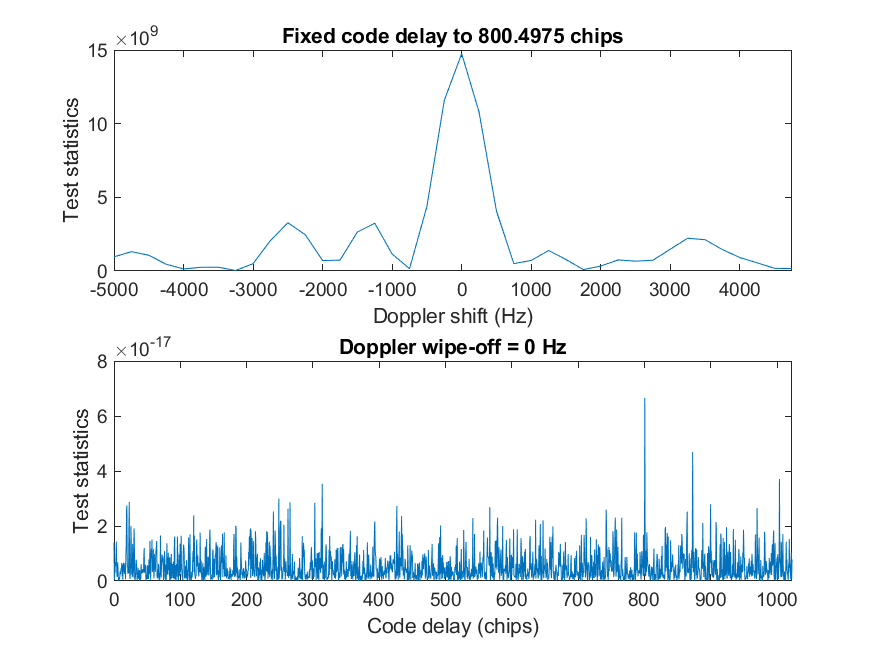 ×10^9
Fixed code delay to 800.4975 chips
15
10
5
0
Test statistics
-5000 -4000 -3000 -2000 -1000 0 1000 2000 3000 4000
Doppler shift (Hz)
×10^-17
Doppler wipe-off = 0 Hz
8
6
4
2
0
Test statistics
0 100 200 300 400 500 600 700 800 900 1000
Code delay (chips)